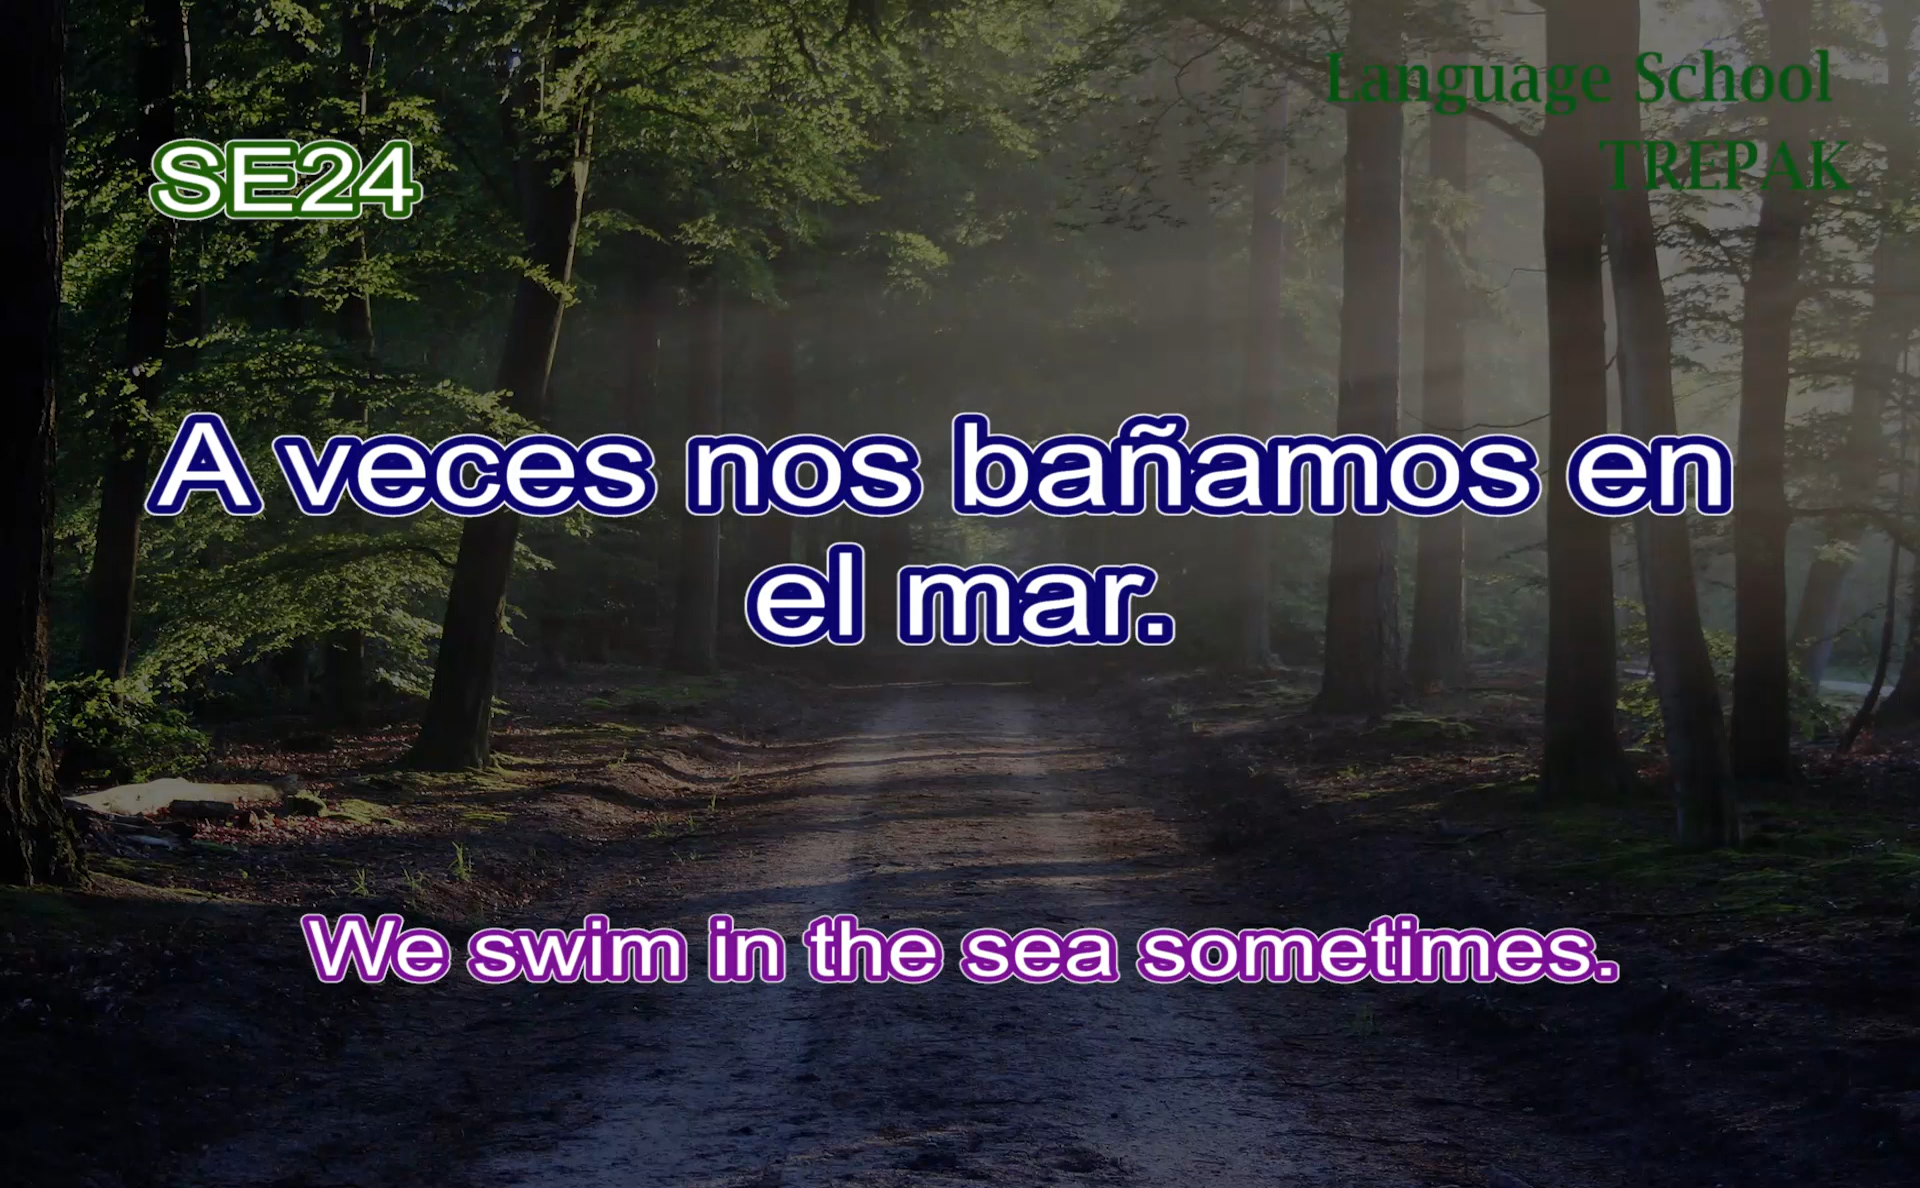 Language School
TREPAK
SE24
A veces nos bañamos en
el mar.
We swim in the sea sometimes.